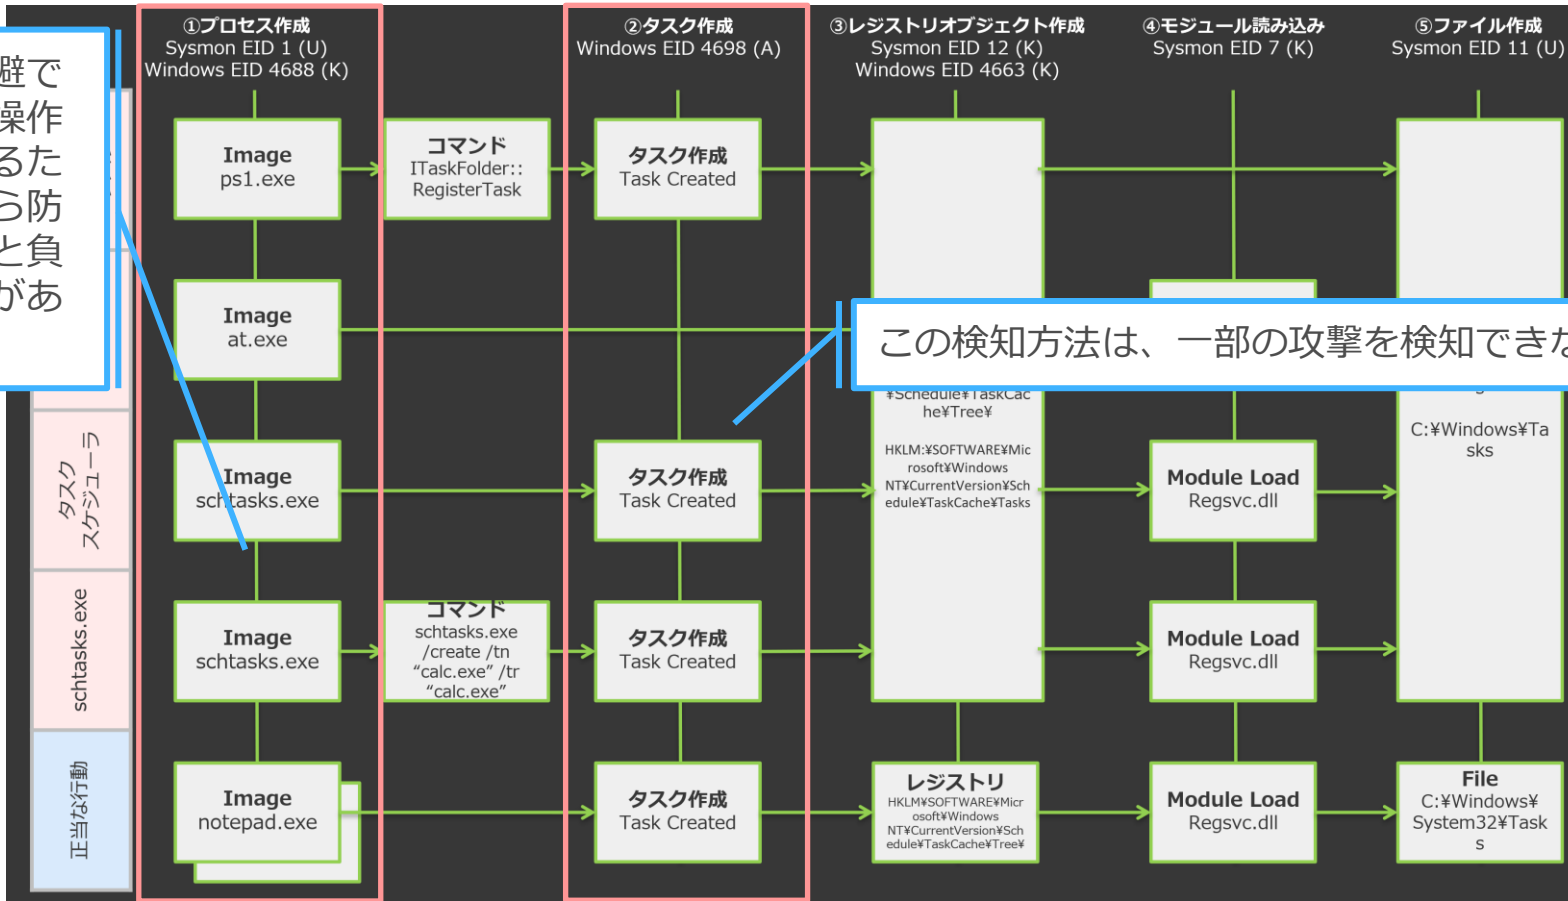 ①プロセス作成
Sysmon EID 1 (U)
Windows EID 4688 (K)
②タスク作成
Windows EID 4698 (A)
③レジストリオブジェクト作成
Sysmon EID 12 (K)
Windows EID 4663 (K)
④モジュール読み込み
Sysmon EID 7 (K)
⑤ファイル作成
Sysmon EID 11 (U)
避で
操作
るた
ら防
と負
があ
Image
ps1.exe
コマンド
ITaskFolder::
RegisterTask
タスク作成
Task Created
Image
at.exe
この検知方法は、一部の攻撃を検知できな
¥Schedule¥TaskCac
he¥Tree¥
HKLM:¥SOFTWARE¥Mic
rosoft¥Windows
NT¥CurrentVersion¥Sch
edule¥TaskCache¥Tasks
C:¥Windows¥Ta
sks
タスク
スケジューラ
Image
schtasks.exe
タスク作成
Task Created
Module Load
Regsvc.dll
schtasks.exe
Image
schtasks.exe
コマンド
schtasks.exe
/create /tn
“calc.exe” /tr
“calc.exe”
タスク作成
Task Created
Module Load
Regsvc.dll
正当な行動
Image
notepad.exe
タスク作成
Task Created
レジストリ
HKLM¥SOFTWARE¥Micr
osoft¥Windows
NT¥CurrentVersion¥Sch
edule¥TaskCache¥Tree¥
Module Load
Regsvc.dll
File
C:¥Windows¥
System32¥Task
s